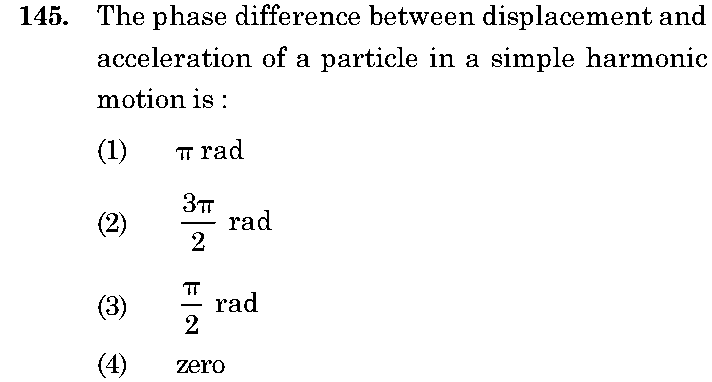 145. The phase difference between displacement and
acceleration of a particle in a simple harmonic
motion is :
(1) π rad
(2) 3π/2 rad
(3) π/2 rad
(4) zero